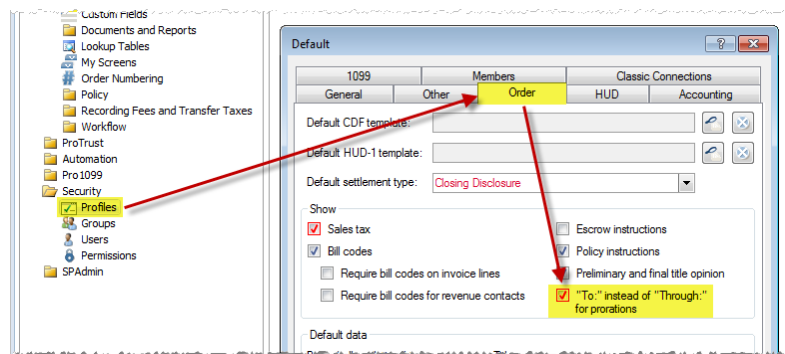 Custom Fields
Documents and Reports
Lookup Tables
My Screens
Order Numbering
Policy
Recording Fees and Transfer Taxes
Workflow
ProTrust
Automation
Pro1099
Security
Profiles
Groups
Users
Permissions
SPAdmin
Default
1099 Members Classic Connections
General Other Order HUD Accounting
Default CDF template:
Default HUD-1 template:
Default settlement type: Closing Disclosure
Show
Sales tax
Escrow instructions
Bill codes
Policy instructions
Require bill codes on invoice lines
Preliminary and final title opinion
Require bill codes for revenue contacts
"To:" instead of "Through:"
for prorations
Default data